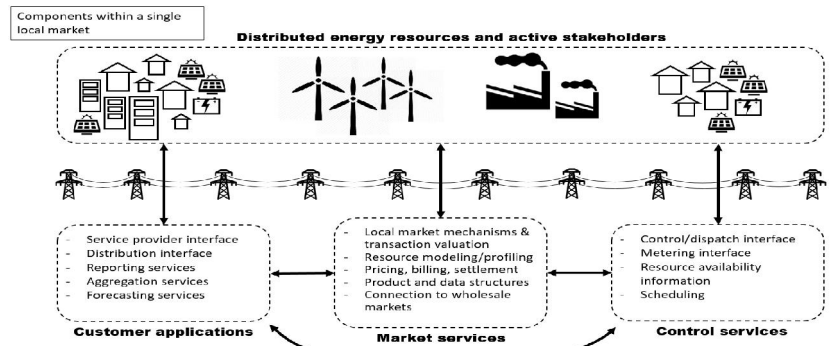 Components within a single
local market
Distributed energy resources and active stakeholders
- Service provider interface
- Distribution interface
- Reporting services
- Aggregation services
- Forecasting services
Customer applications
- Local market mechanisms &
transaction valuation
- Resource modeling/profiling
- Pricing, billing, settlement
- Product and data structures
- Connection to wholesale
markets
Market services
- Control/dispatch interface
- Metering interface
- Resource availability
information
- Scheduling
Control services